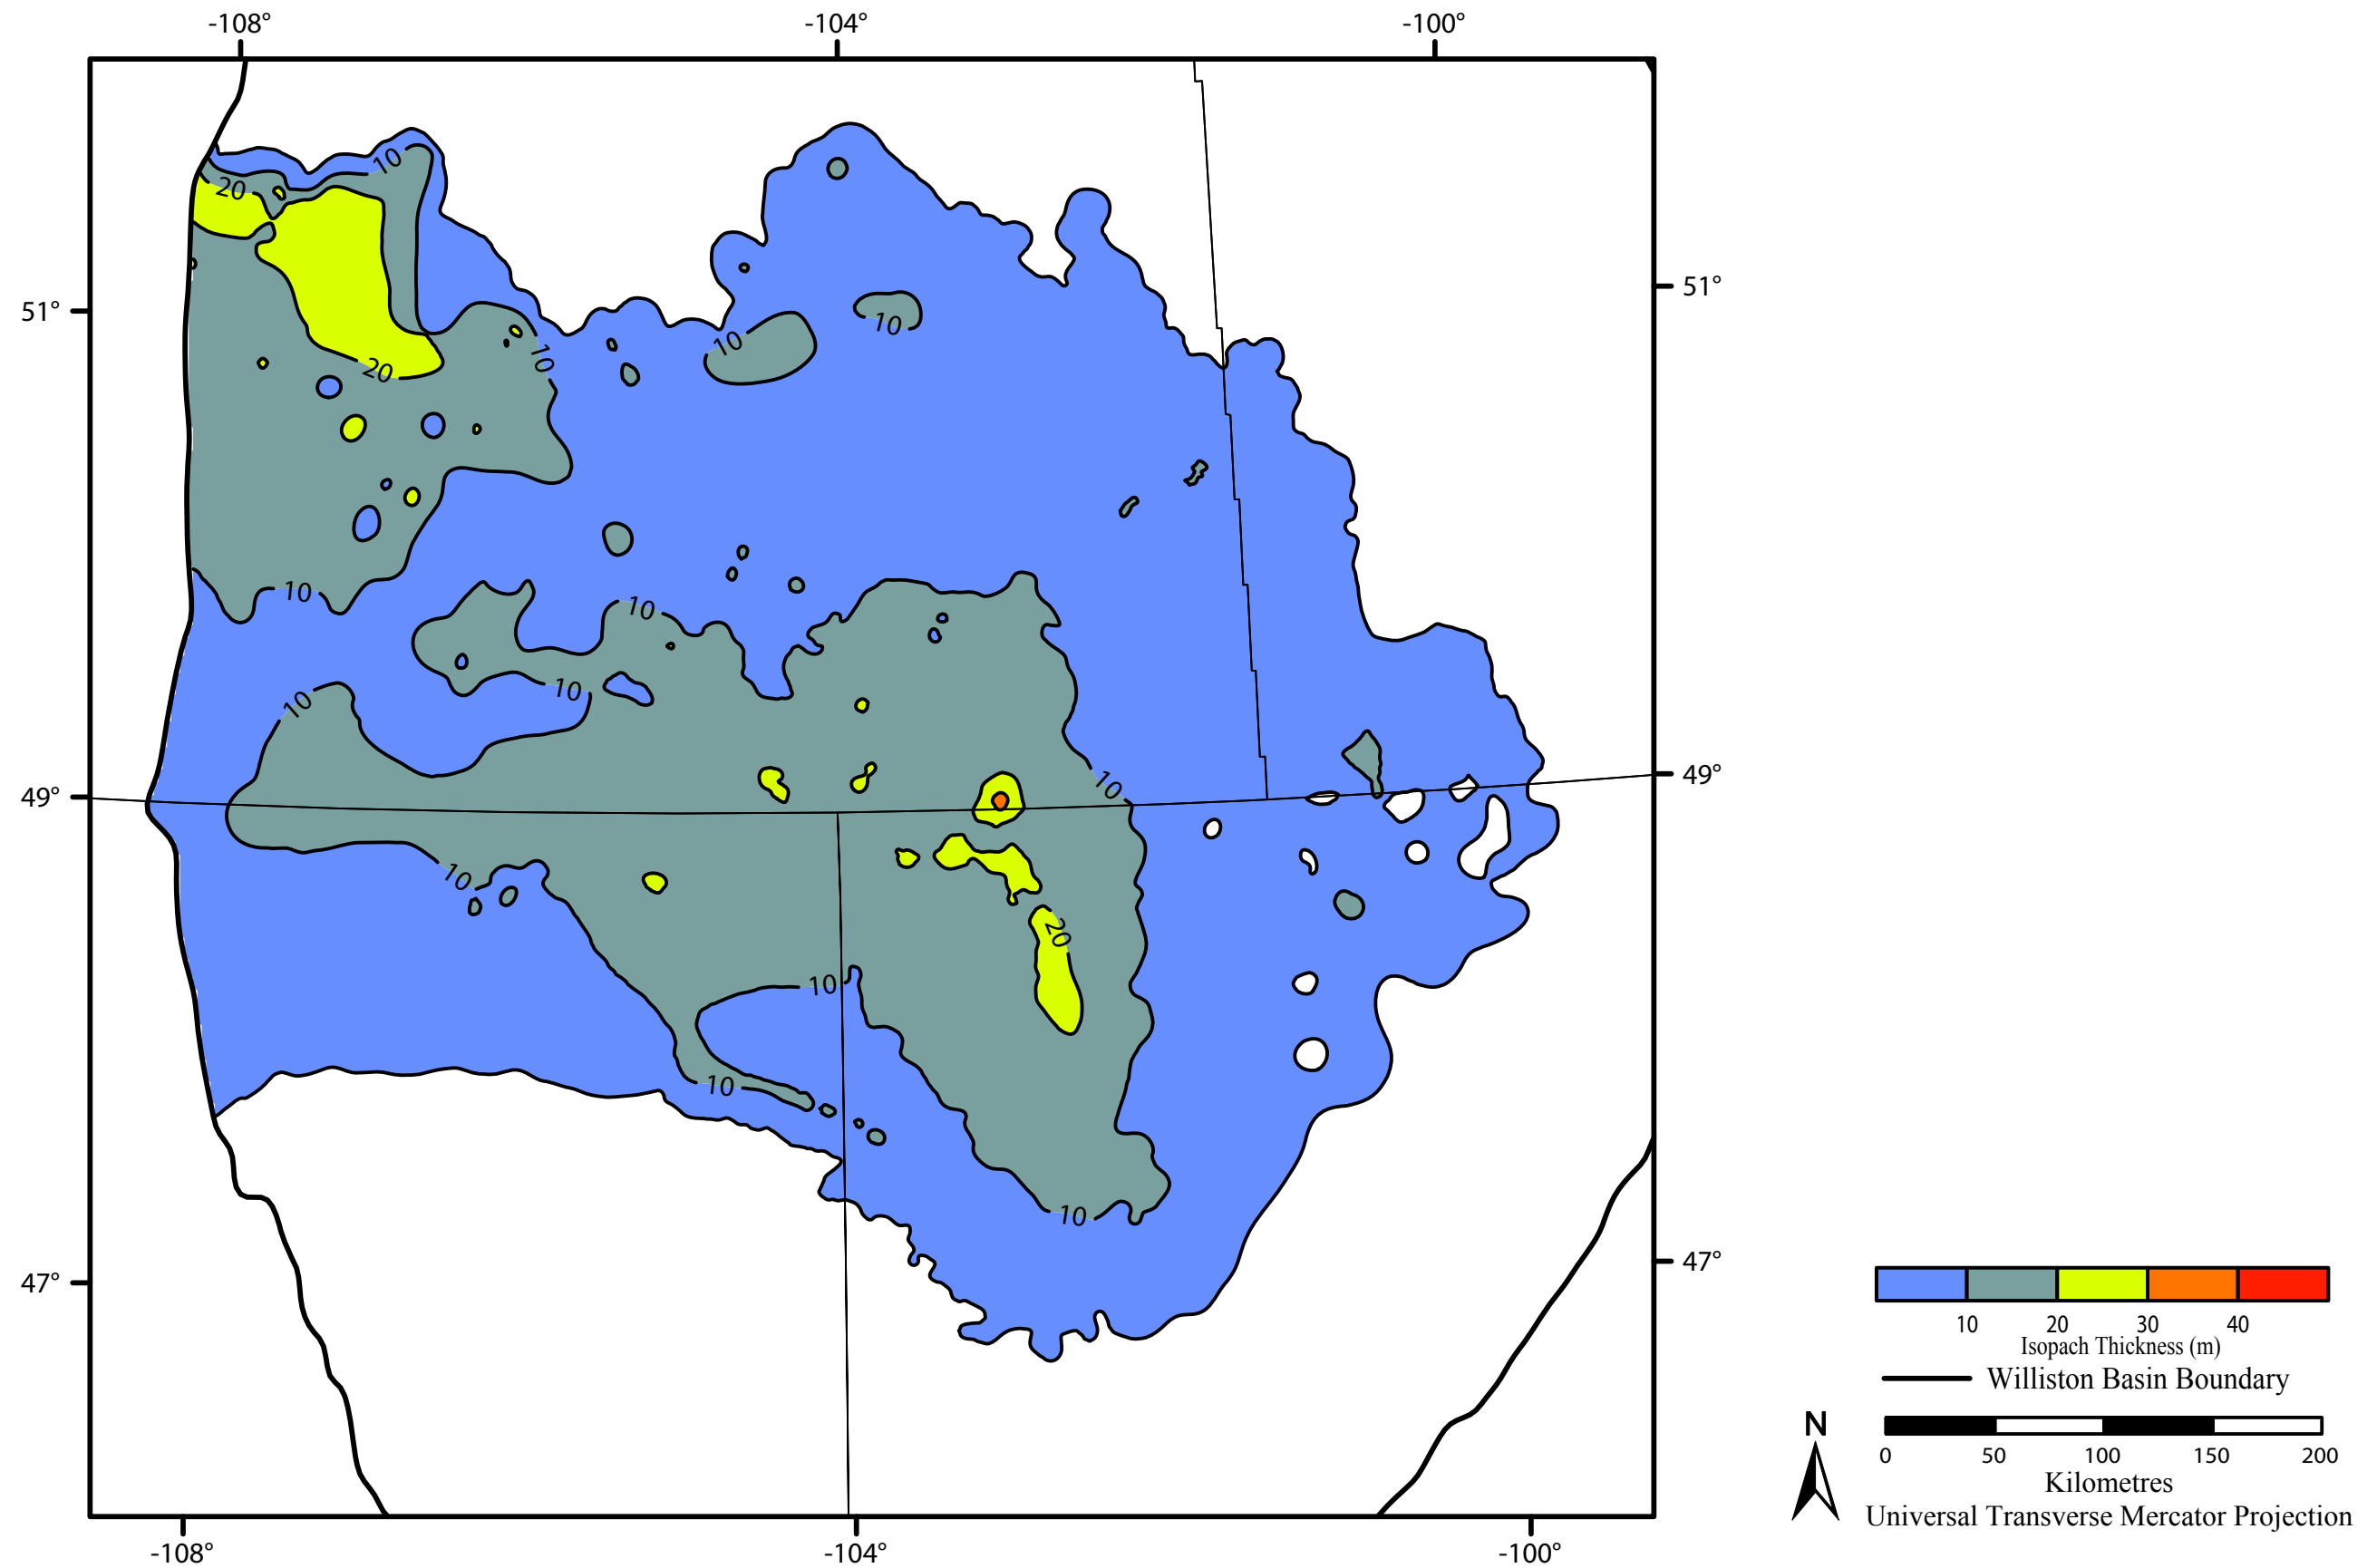 -108° -104° -100°
10
20
51° 51°
10
10
20
10
10
10
10
10
10
49° 49°
10
20
10
10
10
47° 47°
10 20 30 40
Isopach Thickness (m)
Williston Basin Boundary
N
0 50 100 150 200
Kilometres
Universal Transverse Mercator Projection
-108° -104° -100°